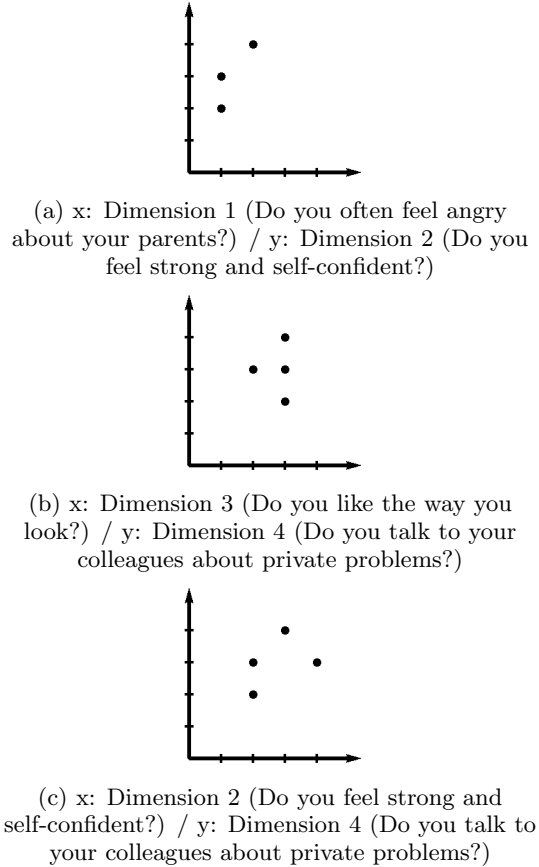 (a) x: Dimension 1 (Do you often feel angry
about your parents?) / y: Dimension 2 (Do you
feel strong and self-confident?)
(b) x: Dimension 3 (Do you like the way you
look?) / y: Dimension 4 (Do you talk to your
colleagues about private problems?)
(c) x: Dimension 2 (Do you feel strong and
self-confident?) / y: Dimension 4 (Do you talk to
your colleagues about private problems?)